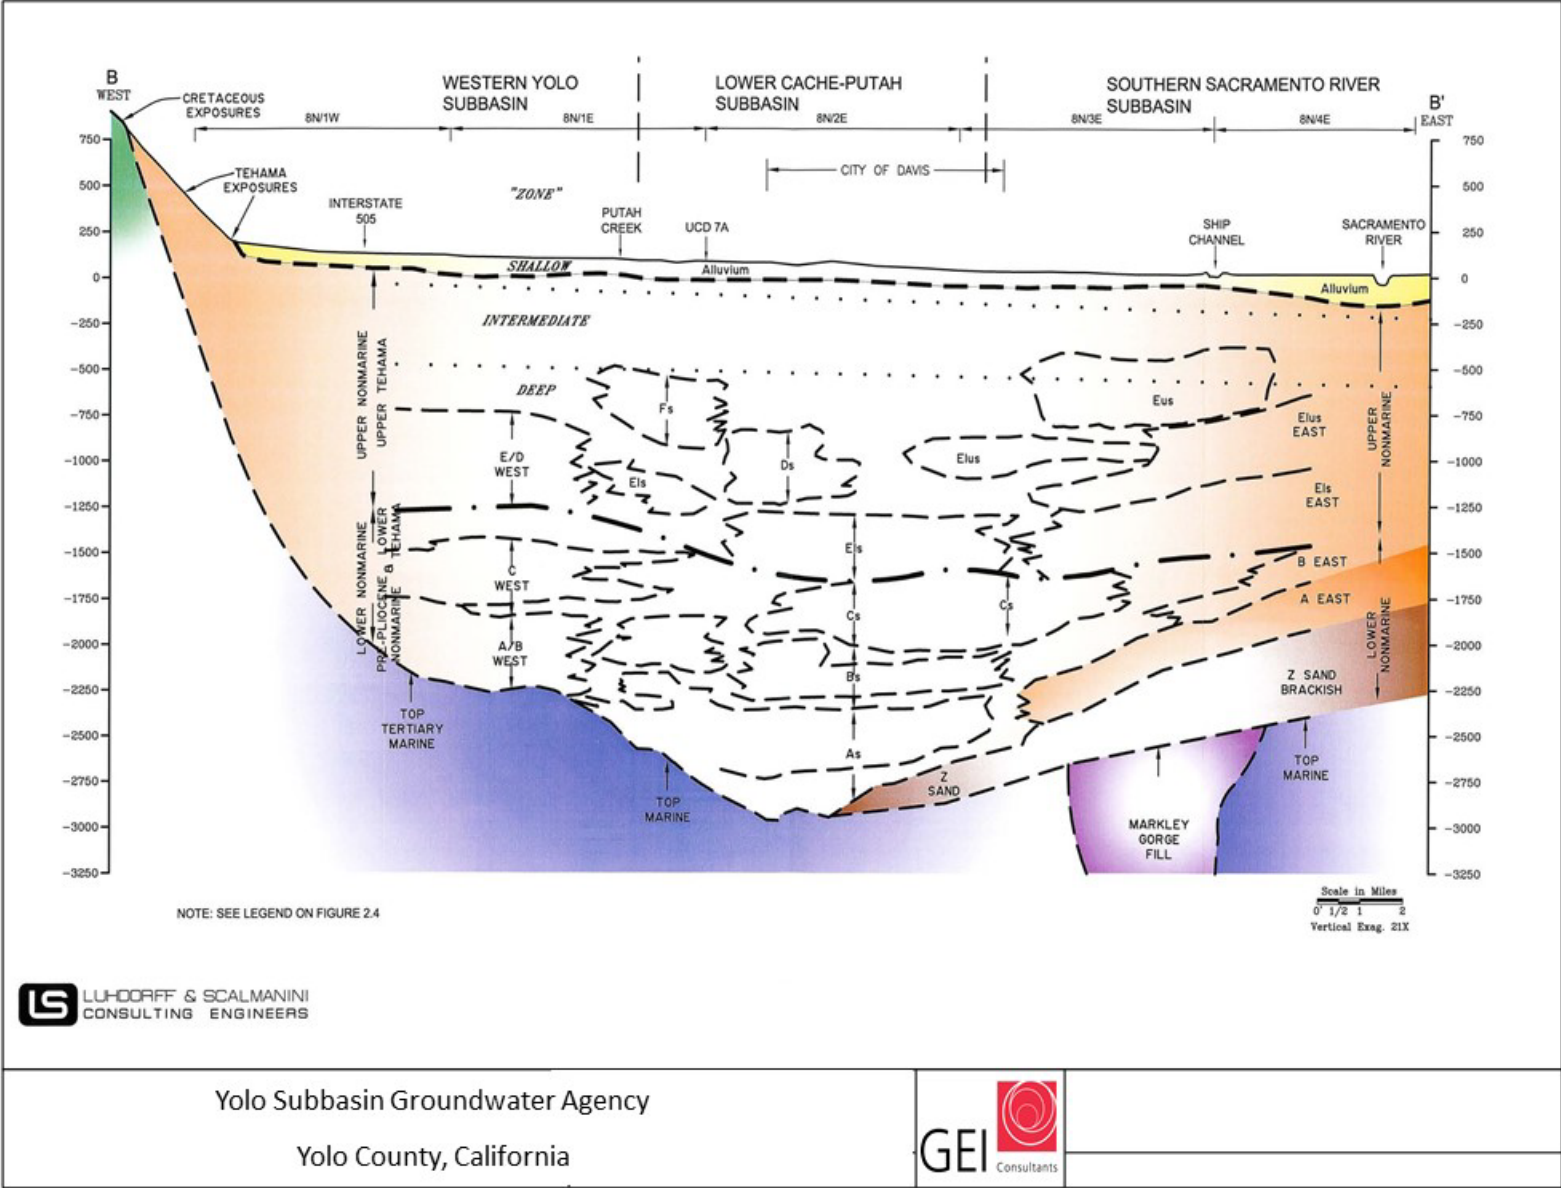 B
WEST
CRETACEOUS
EXPOSURES
WESTERN YOLO
SUBBASIN
LOWER CACHE-PUTAH
SUBBASIN
SOUTHERN SACRAMENTO RIVER
SUBBASIN
B'
EAST
8N/1W
8N/1E
8N/2E
8N/3E
8N/4E
CITY OF DAVIS
TEHAMA
EXPOSURES
"ZONE"
INTERSTATE
505
PUTAH
CREEK
UCD 7A
SHIP
CHANNEL
SACRAMENTO
RIVER
750
500
250
0
-250
-500
-750
-1000
-1250
-1500
-1750
-2000
-2250
-2500
-2750
-3000
-3250
750
500
250
0
-250
-500
-750
-1000
-1250
-1500
-1750
-2000
-2250
-2500
-2750
-3000
-3250
SHALLOW
Alluvium
Alluvium
INTERMEDIATE
DEEP
UPPER NONMARINE
UPPER TEHAMA
LOWER NONMARINE
PRE-PLIOCENE & LOWER
NONMARINE TEHAMA
Fs
Eus
Elus
EAST
UPPER
NONMARINE
E/D
WEST
Els
Ds
Elus
Els
EAST
Els
B EAST
C
WEST
Cs
Cs
A EAST
A/B
WEST
Bs
LOWER
NONMARINE
Z SAND
BRACKISH
TOP
TERTIARY
MARINE
As
Z
SAND
TOP
MARINE
TOP
MARINE
MARKLEY
GORGE
FILL
Scale in Miles
0 1/2 1 2
Vertical Exag. 21X
NOTE: SEE LEGEND ON FIGURE 2.4
LS
LUHDORFF & SCALMANINI
CONSULTING ENGINEERS
Yolo Subbasin Groundwater Agency
Yolo County, California
GEI
Consultants